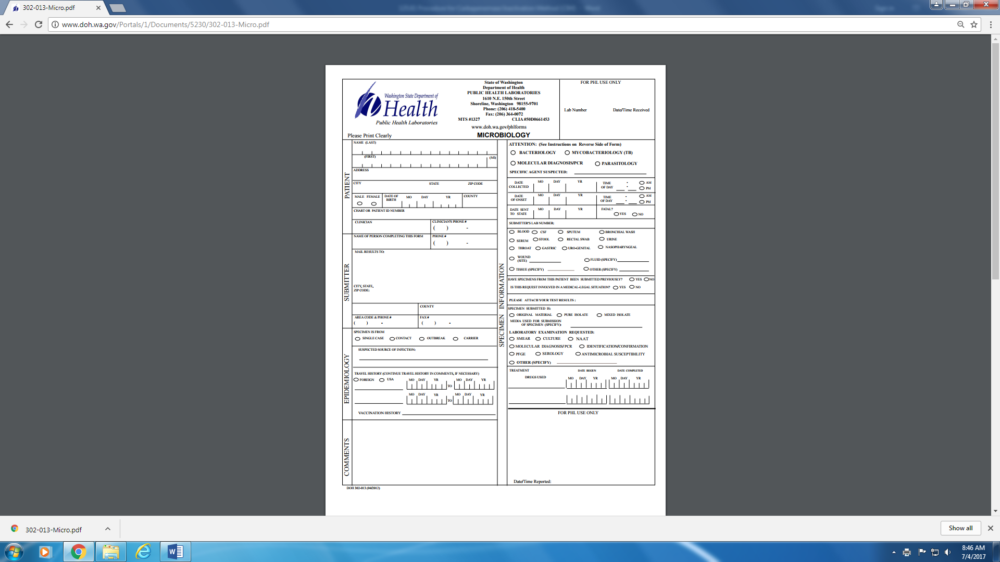 302-013-Micro.pdf
www.doh.wa.gov/Portals/1/Documents/5230/302-013-Micro.pdf
Washington State Department of
Health
Public Health Laboratories
State of Washington
Department of Health
PUBLIC HEALTH LABORATORIES
1610 N.E. 150th Street
Shoreline, Washington 98155-9701
Phone: (206) 418-5400
Fax: (206) 364-0072
MTS #1327 CLIA #50D0661453
www.doh.wa.gov/phlforms
Please Print Clearly MICROBIOLOGY
FOR PHL USE ONLY
Lab Number Date/Time Received
PATIENT
NAME (LAST)
(FIRST) (MI)
ADDRESS
CITY STATE ZIP CODE
MALE FEMALE DATE OF BIRTH MO DAY YR COUNTY
CHART OR PATIENT ID NUMBER
CLINICIAN CLINICIAN'S PHONE #
( ) -
SUBMITTER
NAME OF PERSON COMPLETING THIS FORM PHONE #
( ) -
MAIL RESULTS TO:
CITY, STATE,
ZIP CODE:
COUNTY
AREA CODE & PHONE # FAX #
( ) - ( ) -
EPIDEMIOLOGY
SPECIMEN IS FROM
SINGLE CASE CONTACT OUTBREAK CARRIER
SUSPECTED SOURCE OF INFECTION:
TRAVEL HISTORY (CONTINUE TRAVEL HISTORY IN COMMENTS, IF NECESSARY)
FOREIGN USA MO DAY YR TO MO DAY YR
MO DAY YR TO MO DAY YR
VACCINATION HISTORY
COMMENTS
DOH 302-013 (04/2012)
SPECIMEN INFORMATION
ATTENTION: (See Instructions on Reverse Side of Form)
BACTERIOLOGY MYCOBACTERIOLOGY (TB)
MOLECULAR DIAGNOSIS/PCR PARASITOLOGY
SPECIFIC AGENT SUSPECTED:
DATE COLLECTED MO DAY YR TIME OF DAY : AM PM
DATE OF ONSET MO DAY YR TIME OF DAY : AM PM
DATE SENT TO STATE MO DAY YR FATAL? YES NO
SUBMITTER'S LAB NUMBER:
BLOOD CSF SPUTUM BRONCHIAL WASH
SERUM STOOL RECTAL SWAB URINE
THROAT GASTRIC URO-GENITAL NASOPHARYNGEAL
WOUND (SITE) FLUID (SPECIFY)
TISSUE (SPECIFY) OTHER (SPECIFY)
HAVE SPECIMENS FROM THIS PATIENT BEEN SUBMITTED PREVIOUSLY? YES NO
IS THIS REQUEST INVOLVED IN A MEDICAL-LEGAL SITUATION? YES NO
PLEASE ATTACH YOUR TEST RESULTS :
SPECIMEN SUBMITTED IS:
ORIGINAL MATERIAL PURE ISOLATE MIXED ISOLATE
MEDIA USED FOR SUBMISSION
OF SPECIMEN (SPECIFY):
LABORATORY EXAMINATION REQUESTED:
SMEAR CULTURE NAAT
MOLECULAR DIAGNOSIS/PCR IDENTIFICATION/CONFIRMATION
PFGE SEROLOGY ANTIMICROBIAL SUSCEPTIBILITY
OTHER (SPECIFY)
TREATMENT DATE BEGUN DATE COMPLETED
DRUGS USED MO DAY YR MO DAY YR
FOR PHL USE ONLY
Date/Time Reported:
302-013-Micro.pdf
Show all
8:46 AM
7/4/2017